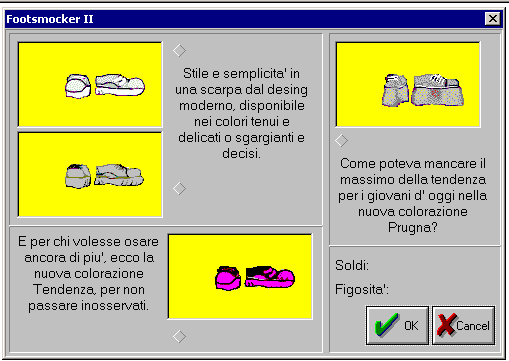 Footsmocker II
Stile e semplicita' in
una scarpa dal desing
moderno, disponibile
nei colori tenui e
delicati o sgargianti e
decisi.
E per chi volesse osare
ancora di piu', ecco la
nuova colorazione
Tendenza, per non
passare inosservati.
Come poteva mancare il
massimo della tendenza
per i giovani d' oggi nella
nuova colorazione
Prugna?
Soldi:
Figosita':
OK
Cancel